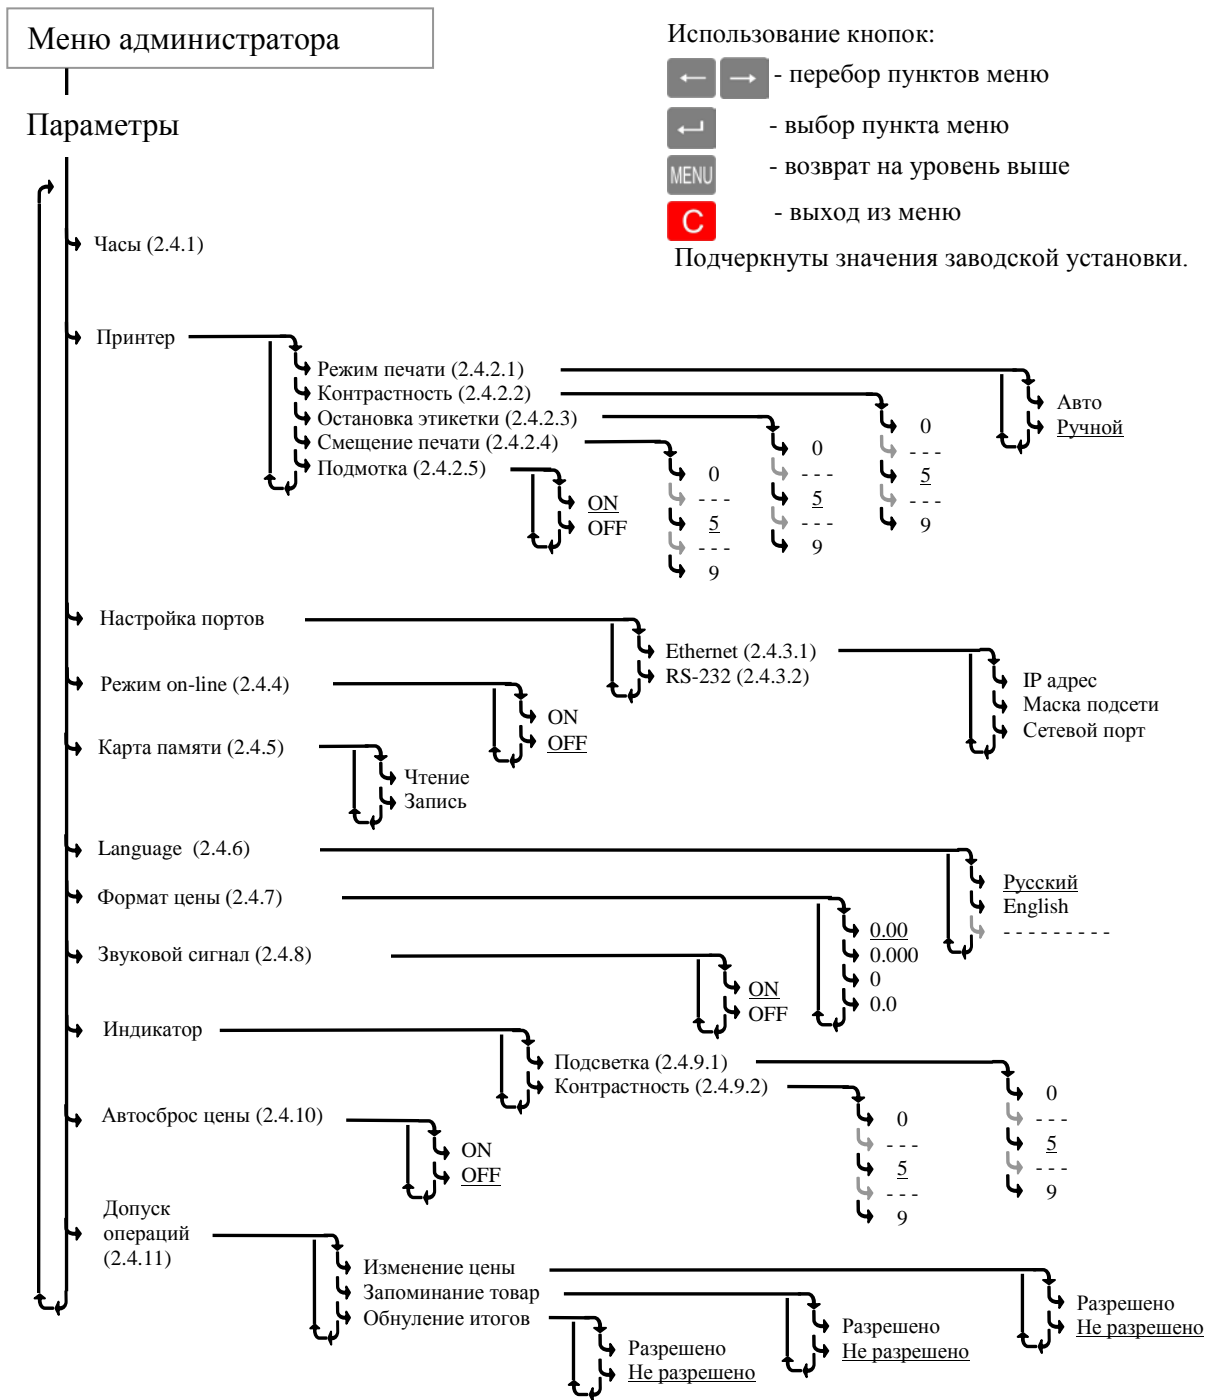 Меню администратора
Использование кнопок:
- перебор пунктов меню
Параметры
- выбор пункта меню
MENU - возврат на уровень выше
C - выход из меню
Подчеркнуты значения заводской установки.
Часы (2.4.1)
Принтер
Режим печати (2.4.2.1)
Контрастность (2.4.2.2)
Остановка этикетки (2.4.2.3)
Смещение печати (2.4.2.4)
Подмотка (2.4.2.5)
ON
OFF
0
- - -
5
- - -
9
0
- - -
5
- - -
9
0
- - -
5
- - -
9
Авто
Ручной
Настройка портов
Ethernet (2.4.3.1)
RS-232 (2.4.3.2)
IP адрес
Маска подсети
Сетевой порт
Режим on-line (2.4.4)
ON
OFF
Карта памяти (2.4.5)
Чтение
Запись
Language (2.4.6)
Русский
English
- - - - - - - - -
Формат цены (2.4.7)
0.00
0.000
0
0.0
Звуковой сигнал (2.4.8)
ON
OFF
Индикатор
Подсветка (2.4.9.1)
Контрастность (2.4.9.2)
0
- - -
5
- - -
9
0
- - -
5
- - -
9
Автосброс цены (2.4.10)
ON
OFF
Допуск
операций
(2.4.11)
Изменение цены
Запоминание товар
Обнуление итогов
Разрешено
Не разрешено
Разрешено
Не разрешено
Разрешено
Не разрешено